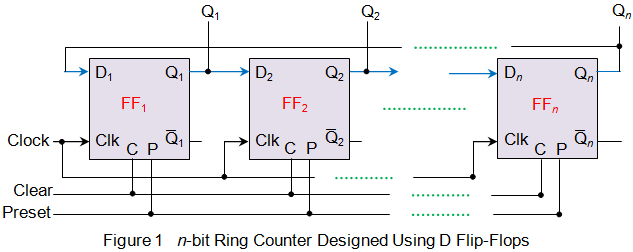 Q1 Q2 Qn
D1 Q1 D2 Q2 Dn Qn
FF1 FF2 FFn
Clock Clk Q̅1 Clk Q̅2 Clk Q̅n
C P C P C P
Clear
Preset
Figure 1 n-bit Ring Counter Designed Using D Flip-Flops